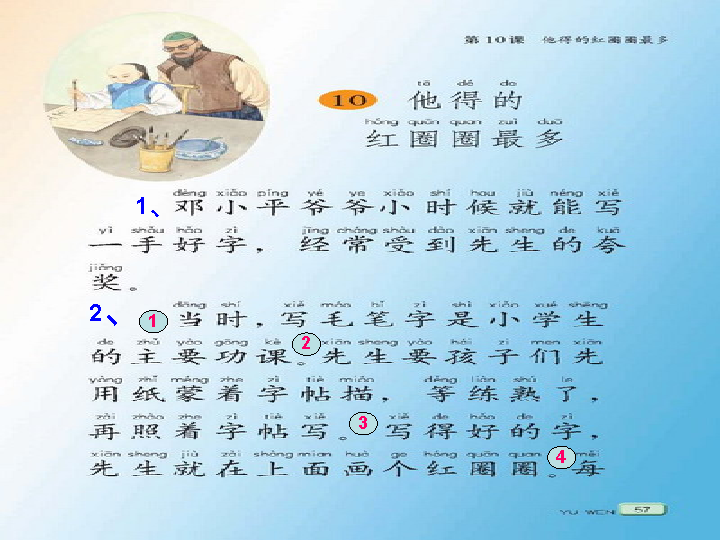 第10课 他得的红圈圈最多
10 tā dé de
他得的
hóng quān quan zuì duō
红圈圈最多
dèng xiǎo píng yé ye xiǎo shí hou jiù néng xiě
1、邓小平爷爷小时候就能写
yì shǒu hǎo zì jīng cháng shòu dào xiān sheng de kuā
一手好字，经常受到先生的夸
jiǎng
奖。
dāng shí xiě máo bǐ zì shì xiǎo xué shēng
2、1 当时，写毛笔字是小学生
de zhǔ yào gōng kè xiān sheng yào hái zi men xiān
的主要功课。2 先生要孩子们先
yòng zhǐ méng zhe zì tiè miáo děng liàn shú le
用纸蒙着字帖描，等练熟了，
zài zhào zhe zì tiè xiě xiě de hǎo de zì
再照着字帖写。3 写得好的字，
xiān sheng jiù zài shàng mian huà ge hóng quān quan měi
先生就在上面画个红圈圈。4 每
YU WEN 57